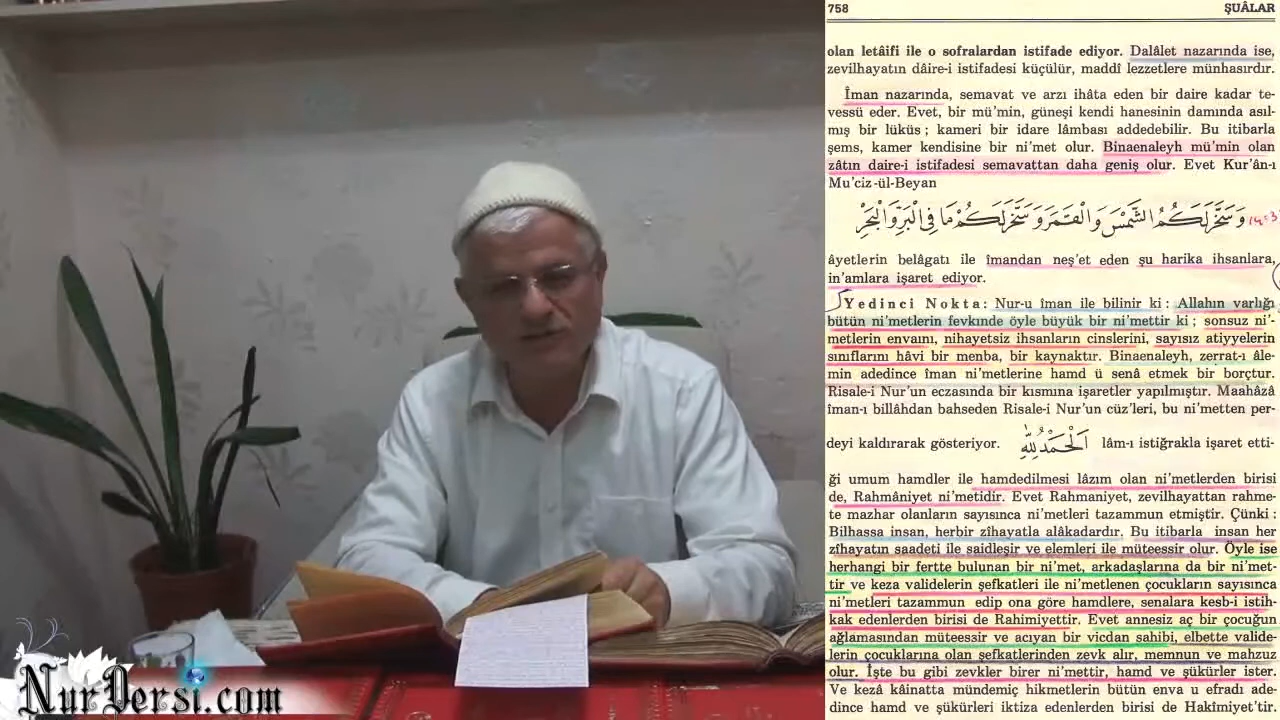 758 ŞUÂLAR
olan letâifi ile o sofralardan istifade ediyor. Dalâlet nazarında ise,
zevilhayatın dâire-i istifadesi küçülür, maddî lezzetlere münhasırdır.
Îman nazarında, semavat ve arzı ihâta eden bir daire kadar te-
vessü eder. Evet, bir mü'min, güneşi kendi hanesinin damında asıl-
mış bir lüküs ; kameri bir idare lâmbası addedebilir. Bu itibarla
şems, kamer kendisine bir ni'met olur. Binaenaleyh mü'min olan
zâtın daire-i istifadesi semavattan daha geniş olur. Evet Kur'ân-ı
Mu'ciz-ül-Beyan
وَسَخَّرَ لَكُمُ الشَّمْسَ وَالْقَمَرَ وَسَخَّرَ لَكُمْ مَا فِى الْبَرِّ وَالْبَحْرِ
âyetlerin belâgatı ile îmandan neş'et eden şu harika ihsanlara,
in'amlara işaret ediyor.
Yedinci Nokta: Nur-u îman ile bilinir ki : Allahın varlığı
bütün ni'metlerin fevkınde öyle büyük bir ni'mettir ki ; sonsuz ni'-
metlerin envaını, nihayetsiz ihsanların cinslerini, sayısız atiyyelerin
sınıflarını hâvi bir menba, bir kaynaktır. Binaenaleyh, zerrat-ı âle-
min adedince îman ni'metlerine hamd ü senâ etmek bir borçtur.
Risale-i Nur'un eczasında bir kısmına işaretler yapılmıştır. Maahâzâ
îman-ı billâhdan bahseden Risale-i Nur'un cüz'leri, bu ni'metten per-
deyi kaldırarak gösteriyor. اَلْحَمْدُ لِلّٰهِ lâm-ı istiğrakla işaret etti-
ği umum hamdler ile hamdedilmesi lâzım olan ni'metlerden birisi
de, Rahmâniyet ni'metidir. Evet Rahmaniyet, zevilhayattan rahme-
te mazhar olanların sayısınca ni'metleri tazammun etmiştir. Çünki :
Bilhassa insan, herbir zîhayatla alâkadardır. Bu itibarla insan her
zîhayatın saadeti ile saidleşir ve elemleri ile müteessir olur. Öyle ise
herhangi bir fertte bulunan bir ni'met, arkadaşlarına da bir ni'met-
tir ve keza validelerin şefkatleri ile ni'metlenen çocukların sayısınca
ni'metleri tazammun edip ona göre hamdlere, senalara kesb-i istih-
kak edenlerden birisi de Rahimiyettir. Evet annesiz aç bir çocuğun
ağlamasından müteessir ve acıyan bir vicdan sahibi, elbette valide-
lerin çocuklarına olan şefkatlerinden zevk alır, memnun ve mahzuz
olur. İşte bu gibi zevkler birer ni'mettir, hamd ve şükürler ister.
Ve kezâ kâinatta mündemiç hikmetlerin bütün enva u efradı ade-
dince hamd ve şükürleri iktiza edenlerden birisi de Hakîmiyet'tir.
NurDersi.com